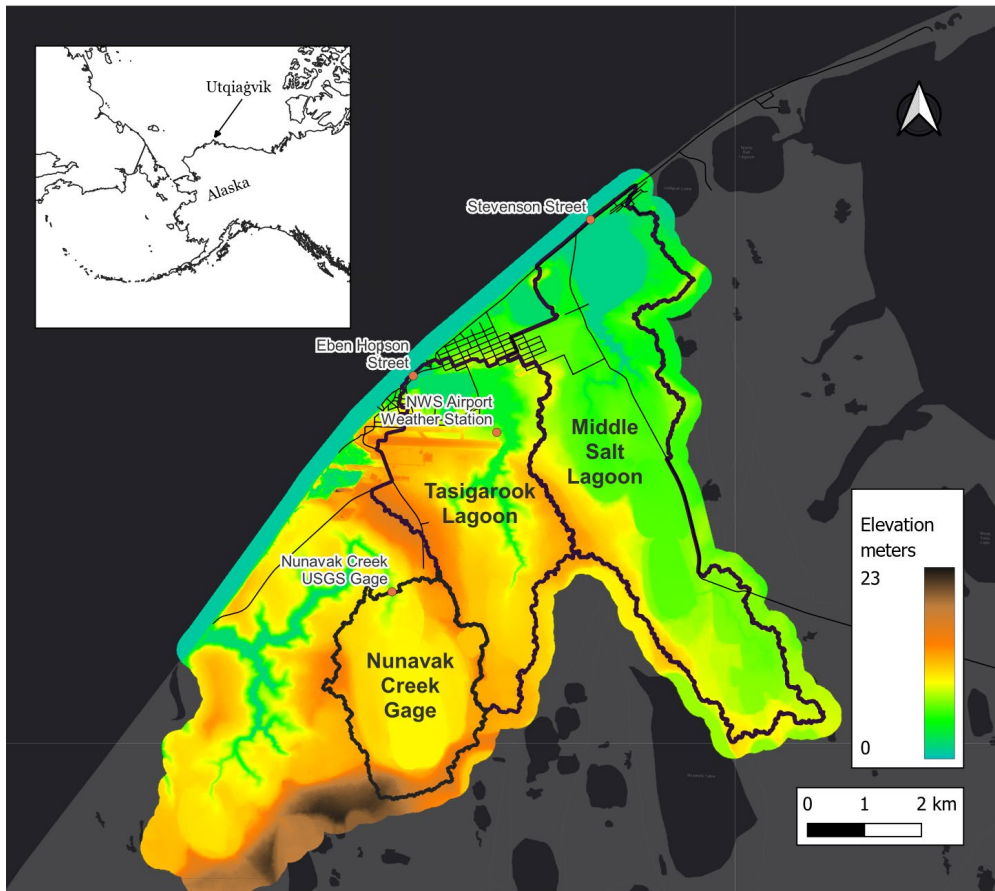 Utqiaġvik
Alaska
Stevenson Street
Eben Hopson
Street
NWS Airport
Weather Station
Middle
Salt
Lagoon
Tasigarook
Lagoon
Nunavak Creek
USGS Gage
Nunavak
Creek
Gage
Elevation
meters
23
0
0 1 2 km